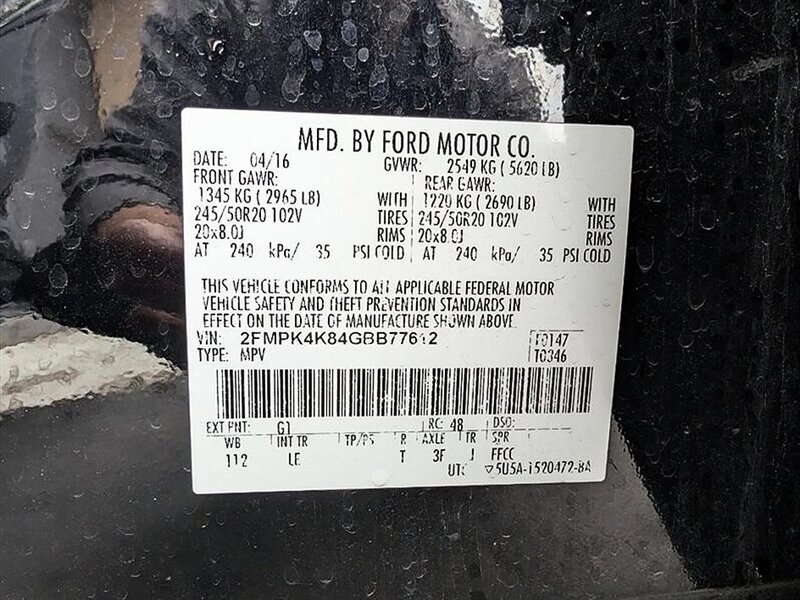 MFD. BY FORD MOTOR CO.
DATE: 04/16 GVWR: 2549 KG ( 5620 LB)
FRONT GAWR: REAR GAWR:
1345 KG ( 2965 LB) WITH 1220 KG ( 2690 LB) WITH
245/50R20 102V TIRES 245/50R20 102V TIRES
20x8.0J RIMS 20x8.0J RIMS
AT 240 kPa/ 35 PSI COLD AT 240 kPa/ 35 PSI COLD
THIS VEHICLE CONFORMS TO ALL APPLICABLE FEDERAL MOTOR
VEHICLE SAFETY AND THEFT PREVENTION STANDARDS IN
EFFECT ON THE DATE OF MANUFACTURE SHOWN ABOVE.
VIN: 2FMPK4K84GBB77612 T0147
TYPE: MPV T0346
EXT PNT: G1 RC: 48 DSO:
WB INT TR TP/PS R AXLE TR SPR
112 LE T 3F J FFCC
UTC 5U5A-1520472-BA